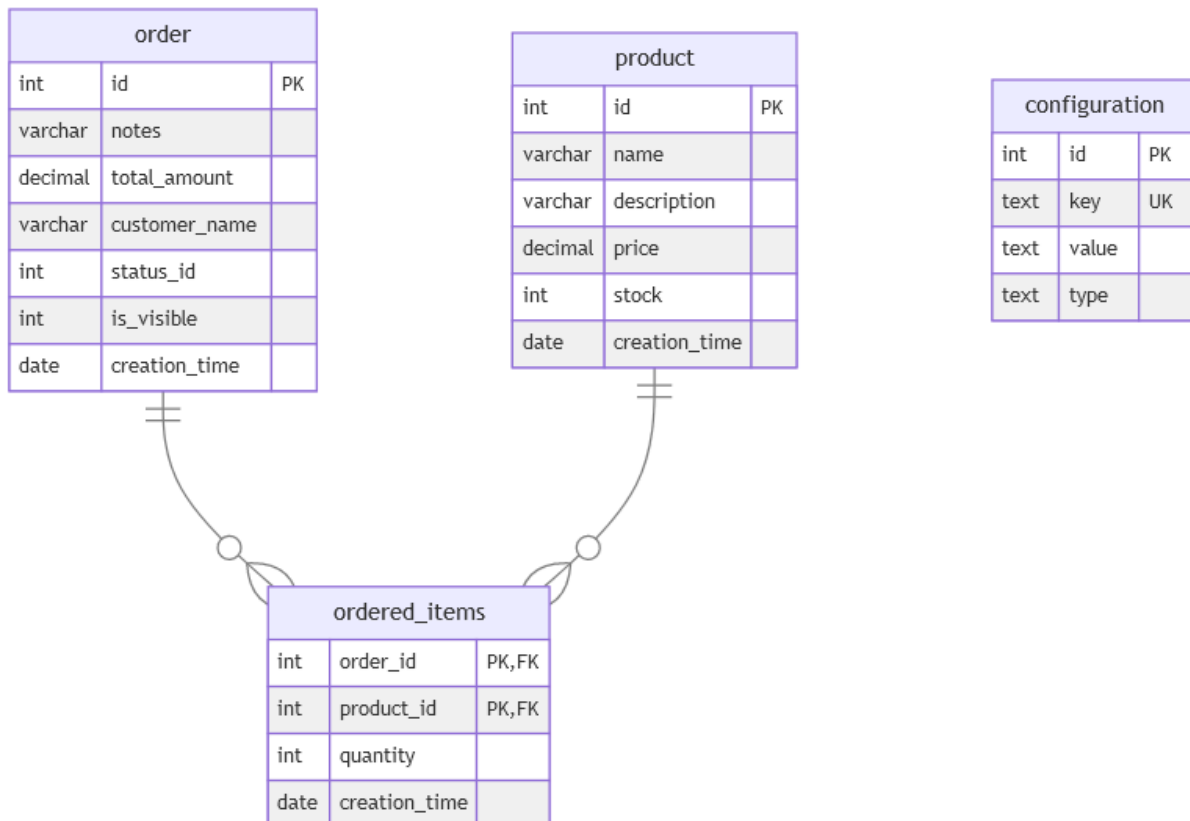 order
int id PK
varchar notes
decimal total_amount
varchar customer_name
int status_id
int is_visible
date creation_time
product
int id PK
varchar name
varchar description
decimal price
int stock
date creation_time
configuration
int id PK
text key UK
text value
text type
ordered_items
int order_id PK,FK
int product_id PK,FK
int quantity
date creation_time